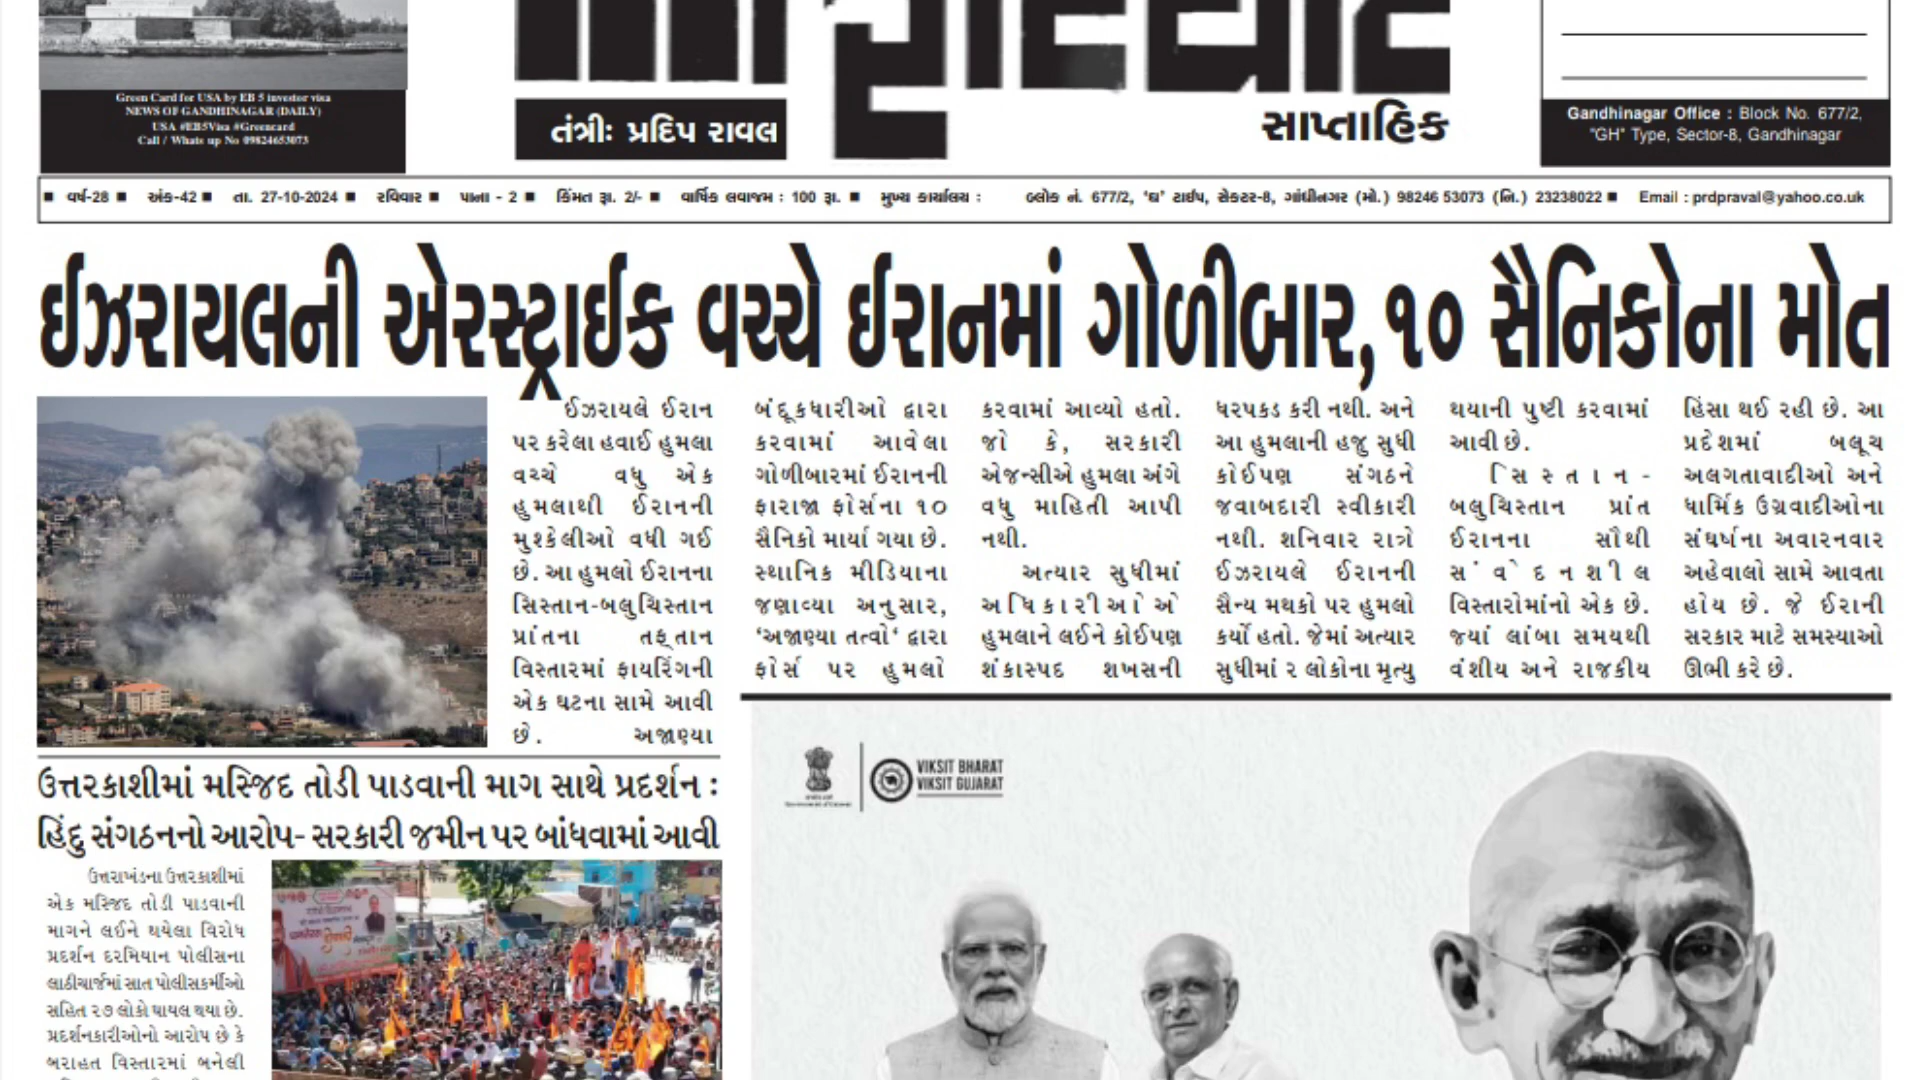 Green Card for USA by EB 5 investor visa
NEWS OF GANDHINAGAR (DAILY)
USA #EB5Visa #Greencard
Call / Whats up No 09824653073
તંત્રીઃ પ્રદિપ રાવલ
સાપ્તાહિક
Gandhinagar Office : Block No. 677/2,
"GH" Type, Sector-8, Gandhinagar
■ વર્ષ-28 ■ અંક-42 ■ તા. 27-10-2024 ■ રવિવાર ■ પાના - 2 ■ કિંમત રૂા. 2/- ■ વાર્ષિક લવાજમ : 100 રૂા. ■ મુખ્ય કાર્યાલય : બ્લોક નં. 677/2, ‘ઘ’ ટાઈપ, સેક્ટર-8, ગાંધીનગર (મો.) 98246 53073 (નિ.) 23238022 ■ Email : prdpraval@yahoo.co.uk
ઈઝરાયલની એરસ્ટ્રાઈક વચ્ચે ઈરાનમાં ગોળીબાર,૧૦ સૈનિકોના મોત
ઈઝરાયલે ઈરાન
પર કરેલા હવાઈ હુમલા
વચ્ચે વધુ એક
હુમલાથી ઈરાનની
મુશ્કેલીઓ વધી ગઈ
છે. આ હુમલો ઈરાનના
સિસ્તાન-બલુચિસ્તાન
પ્રાંતના તફ્તાન
વિસ્તારમાં ફાયરિંગની
એક ઘટના સામે આવી
છે. અજાણ્યા
બંદૂકધારીઓ દ્વારા
કરવામાં આવેલા
ગોળીબારમાં ઈરાનની
ફારાજા ફોર્સના ૧૦
સૈનિકો માર્યા ગયા છે.
સ્થાનિક મીડિયાના
જણાવ્યા અનુસાર,
‘અજાણ્યા તત્વો‘ દ્વારા
ફોર્સ પર હુમલો
કરવામાં આવ્યો હતો.
જો કે, સરકારી
એજન્સીએ હુમલા અંગે
વધુ માહિતી આપી
નથી.
અત્યાર સુધીમાં
અધિકારીઓએ
હુમલાને લઈને કોઈપણ
શંકાસ્પદ શખસની
ધરપકડ કરી નથી. અને
આ હુમલાની હજુ સુધી
કોઈપણ સંગઠને
જવાબદારી સ્વીકારી
નથી. શનિવાર રાત્રે
ઈઝરાયલે ઈરાનની
સૈન્ય મથકો પર હુમલો
કર્યો હતો. જેમાં અત્યાર
સુધીમાં ૨ લોકોના મૃત્યુ
થયાની પુષ્ટી કરવામાં
આવી છે.
સિસ્તાન-
બલુચિસ્તાન પ્રાંત
ઈરાનના સૌથી
સંવેદનશીલ
વિસ્તારોમાંનો એક છે.
જ્યાં લાંબા સમયથી
વંશીય અને રાજકીય
હિંસા થઈ રહી છે. આ
પ્રદેશમાં બલૂચ
અલગતાવાદીઓ અને
ધાર્મિક ઉગ્રવાદીઓના
સંઘર્ષના અવારનવાર
અહેવાલો સામે આવતા
હોય છે. જે ઈરાની
સરકાર માટે સમસ્યાઓ
ઊભી કરે છે.
ઉત્તરકાશીમાં મસ્જિદ તોડી પાડવાની માગ સાથે પ્રદર્શન :
હિંદુ સંગઠનનો આરોપ- સરકારી જમીન પર બાંધવામાં આવી
ઉત્તરાખંડના ઉત્તરકાશીમાં
એક મસ્જિદ તોડી પાડવાની
માગને લઈને થયેલા વિરોધ
પ્રદર્શન દરમિયાન પોલીસના
લાઠીચાર્જમાં સાત પોલીસકર્મીઓ
સહિત ૨૭ લોકો ઘાયલ થયા છે.
પ્રદર્શનકારીઓનો આરોપ છે કે
બરાહત વિસ્તારમાં બનેલી
VIKSIT BHARAT
VIKSIT GUJARAT